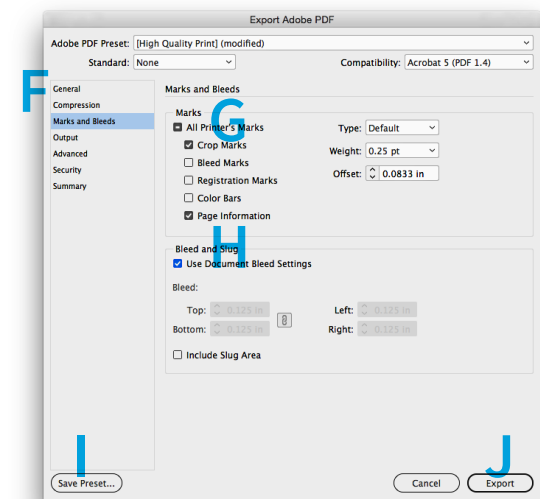 Export Adobe PDF
Adobe PDF Preset: [High Quality Print] (modified)
Standard: None Compatibility: Acrobat 5 (PDF 1.4)
F
General
Compression
Marks and Bleeds
Output
Advanced
Security
Summary
Marks and Bleeds
G
Marks
All Printer's Marks Type: Default
Crop Marks Weight: 0.25 pt
Bleed Marks Offset: 0.0833 in
Registration Marks
Color Bars
Page Information
H
Bleed and Slug
Use Document Bleed Settings
Bleed:
Top: 0.125 in Left: 0.125 in
Bottom: 0.125 in Right: 0.125 in
Include Slug Area
I J
Save Preset... Cancel Export